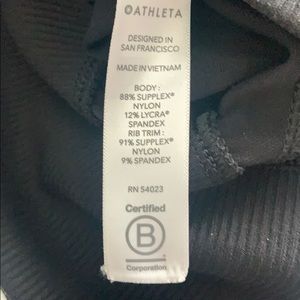 ATHLETA
DESIGNED IN
SAN FRANCISCO
MADE IN VIETNAM
BODY :
88% SUPPLEX®
NYLON
12% LYCRA®
SPANDEX
RIB TRIM :
91% SUPPLEX®
NYLON
9% SPANDEX
RN 54023
Certified
B
Corporation